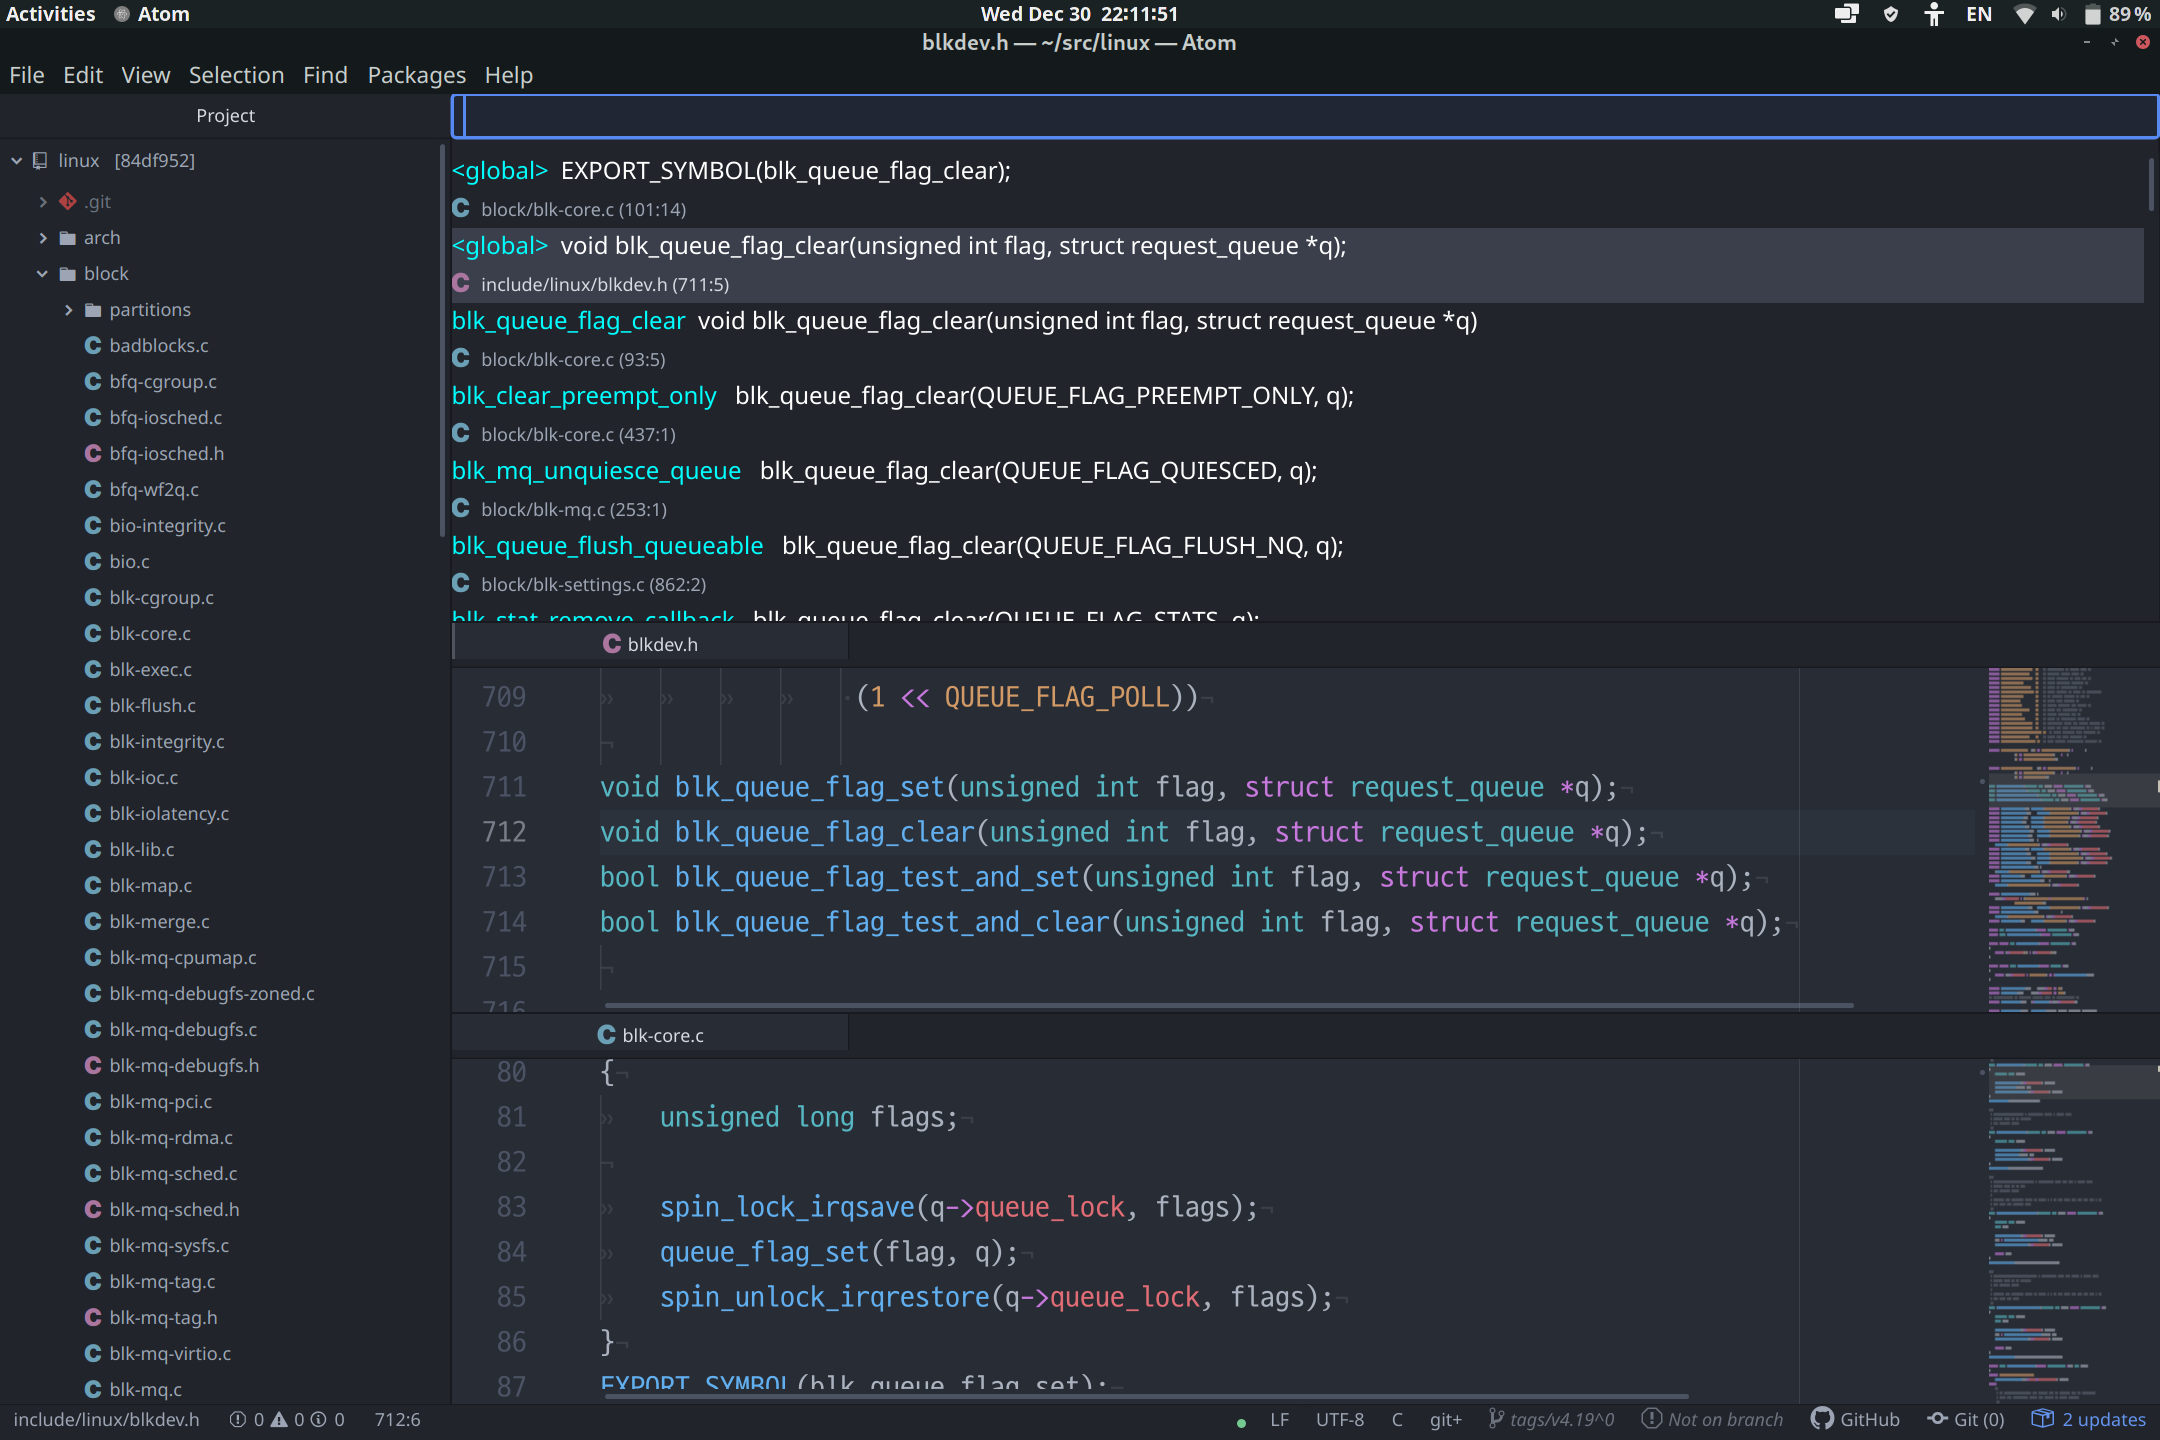 Activities Atom Wed Dec 30 22:11:51 EN 89%
blkdev.h — ~/src/linux — Atom
File Edit View Selection Find Packages Help
Project
linux [84df952]
.git
arch
block
partitions
badblocks.c
bfq-cgroup.c
bfq-iosched.c
bfq-iosched.h
bfq-wf2q.c
bio-integrity.c
bio.c
blk-cgroup.c
blk-core.c
blk-exec.c
blk-flush.c
blk-integrity.c
blk-ioc.c
blk-iolatency.c
blk-lib.c
blk-map.c
blk-merge.c
blk-mq-cpumap.c
blk-mq-debugfs-zoned.c
blk-mq-debugfs.c
blk-mq-debugfs.h
blk-mq-pci.c
blk-mq-rdma.c
blk-mq-sched.c
blk-mq-sched.h
blk-mq-sysfs.c
blk-mq-tag.c
blk-mq-tag.h
blk-mq-virtio.c
blk-mq.c
<global> EXPORT_SYMBOL(blk_queue_flag_clear);
block/blk-core.c (101:14)
<global> void blk_queue_flag_clear(unsigned int flag, struct request_queue *q);
include/linux/blkdev.h (711:5)
blk_queue_flag_clear void blk_queue_flag_clear(unsigned int flag, struct request_queue *q)
block/blk-core.c (93:5)
blk_clear_preempt_only blk_queue_flag_clear(QUEUE_FLAG_PREEMPT_ONLY, q);
block/blk-core.c (437:1)
blk_mq_unquiesce_queue blk_queue_flag_clear(QUEUE_FLAG_QUIESCED, q);
block/blk-mq.c (253:1)
blk_queue_flush_queueable blk_queue_flag_clear(QUEUE_FLAG_FLUSH_NQ, q);
block/blk-settings.c (862:2)
blk_stat_remove_callback blk_queue_flag_clear(QUEUE_FLAG_STATS, q);
blkdev.h
709 (1 << QUEUE_FLAG_POLL))
710
711 void blk_queue_flag_set(unsigned int flag, struct request_queue *q);
712 void blk_queue_flag_clear(unsigned int flag, struct request_queue *q);
713 bool blk_queue_flag_test_and_set(unsigned int flag, struct request_queue *q);
714 bool blk_queue_flag_test_and_clear(unsigned int flag, struct request_queue *q);
715
716
blk-core.c
80 {
81 unsigned long flags;
82
83 spin_lock_irqsave(q->queue_lock, flags);
84 queue_flag_set(flag, q);
85 spin_unlock_irqrestore(q->queue_lock, flags);
86 }
87 EXPORT_SYMBOL(blk_queue_flag_set);
include/linux/blkdev.h 0 0 0 712:6 LF UTF-8 C git+ tags/v4.19^0 Not on branch GitHub Git (0) 2 updates